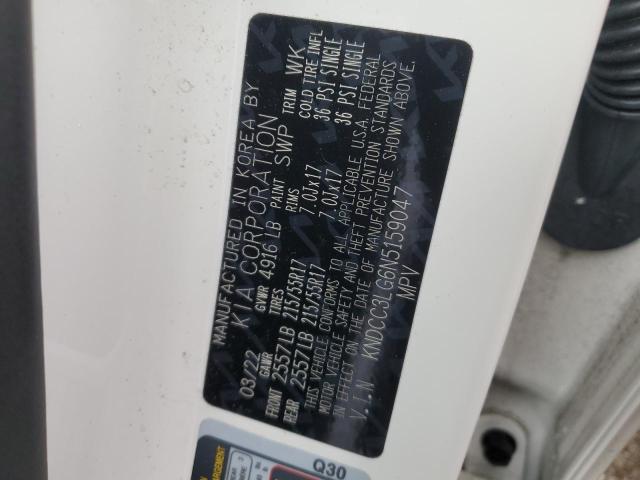 MANUFACTURED IN KOREA BY
KIA CORPORATION
03/22 GVWR 4916 LB PAINT SWP TRIM WK
GAWR TIRES RIMS COLD TIRE INFL
FRONT 2557LB 215/55R17 7.0Jx17 36 PSI SINGLE
REAR 2557LB 215/55R17 7.0Jx17 36 PSI SINGLE
THIS VEHICLE CONFORMS TO ALL APPLICABLE U.S.A. FEDERAL
MOTOR VEHICLE SAFETY AND THEFT PREVENTION STANDARDS
IN EFFECT ON THE DATE OF MANUFACTURE SHOWN ABOVE.
V.I.N KNDCC3LG6N5159047
MPV
Q30